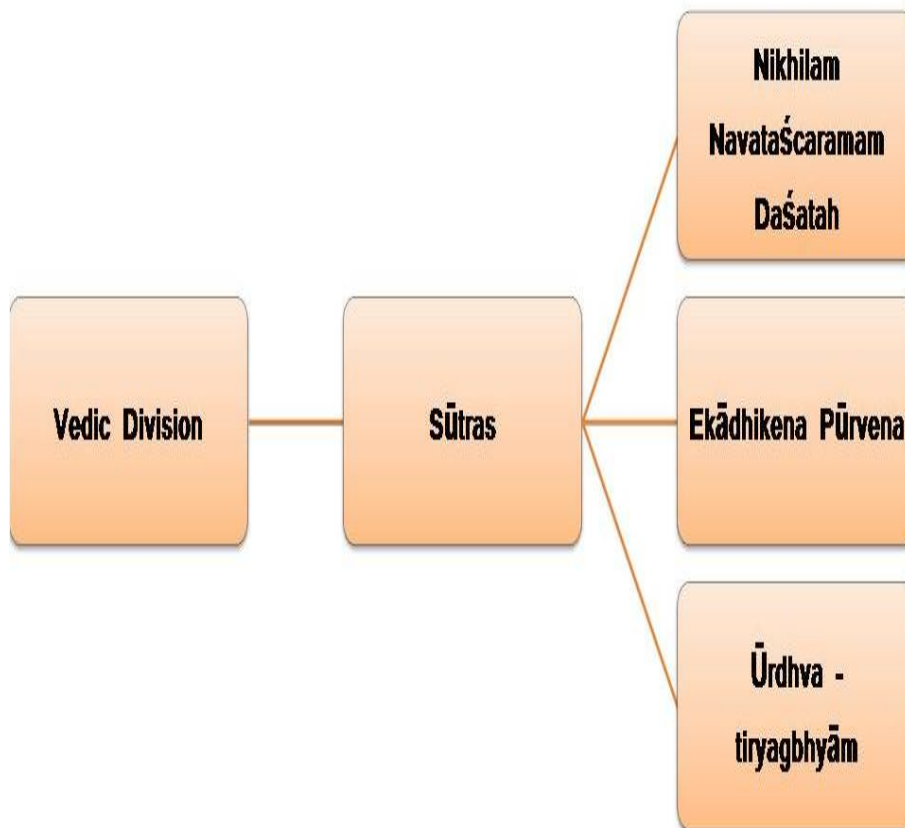 Vedic Division
Sūtras
Nikhilam
NavataŚcaramam
DaŚatah
Ekādhikena Pūrvena
Ūrdhva -
tiryagbhyām